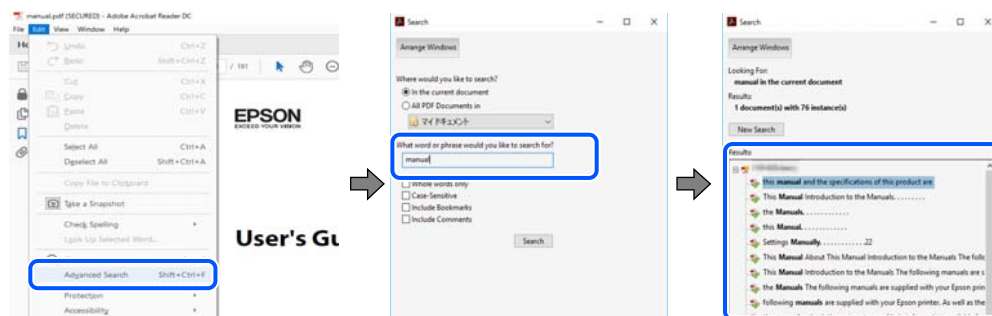 manual.pdf (SECURED) - Adobe Acrobat Reader DC
File Edit View Window Help
Undo Ctrl+Z
Redo Shift+Ctrl+Z
Cut Ctrl+X
Copy Ctrl+C
Paste Ctrl+V
Delete
Select All Ctrl+A
Deselect All Shift+Ctrl+A
Copy File to Clipboard
Take a Snapshot
Check Spelling
Look Up Selected Word...
Advanced Search Shift+Ctrl+F
Protection
Accessibility
/ 181
EPSON
EXCEED YOUR VISION
User's Gu
Search
Arrange Windows
Where would you like to search?
In the current document
All PDF Documents in
マイ ドキュメント
What word or phrase would you like to search for?
manual
Whole words only
Case-Sensitive
Include Bookmarks
Include Comments
Search
Search
Arrange Windows
Looking For:
manual in the current document
Results:
1 document(s) with 76 instance(s)
New Search
Results:
this manual and the specifications of this product are
This Manual Introduction to the Manuals.........
the Manuals.............
this Manual.............
Settings Manually.............22
This Manual About This Manual Introduction to the Manuals The follo
This Manual Introduction to the Manuals The following manuals are s
the Manuals The following manuals are supplied with your Epson prin
following manuals are supplied with your Epson printer. As well as the